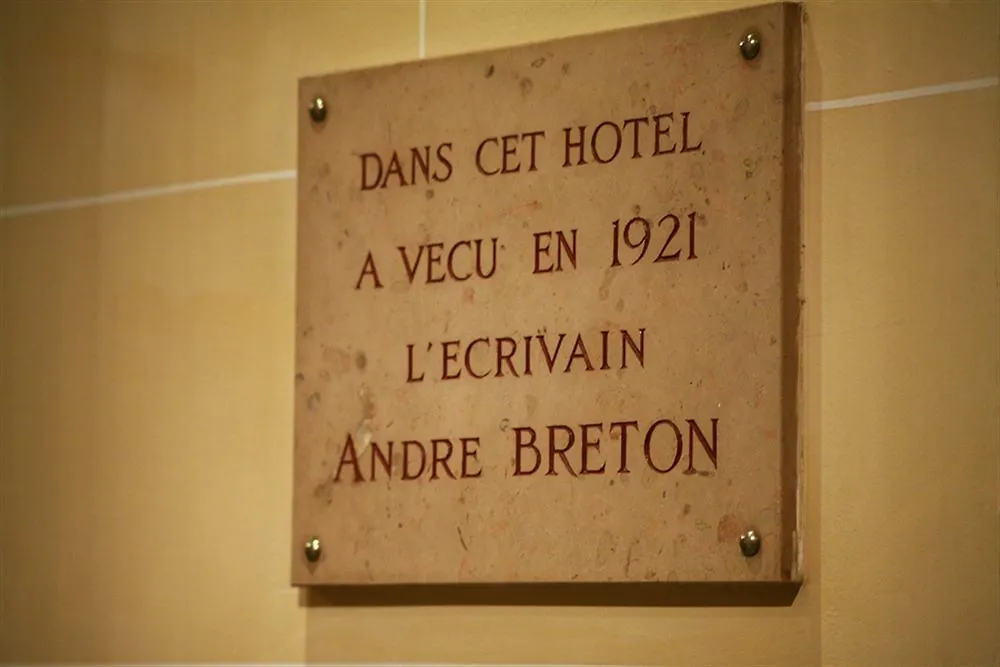 DANS CET HOTEL
A VECU EN 1921
L'ECRIVAIN
ANDRE BRETON